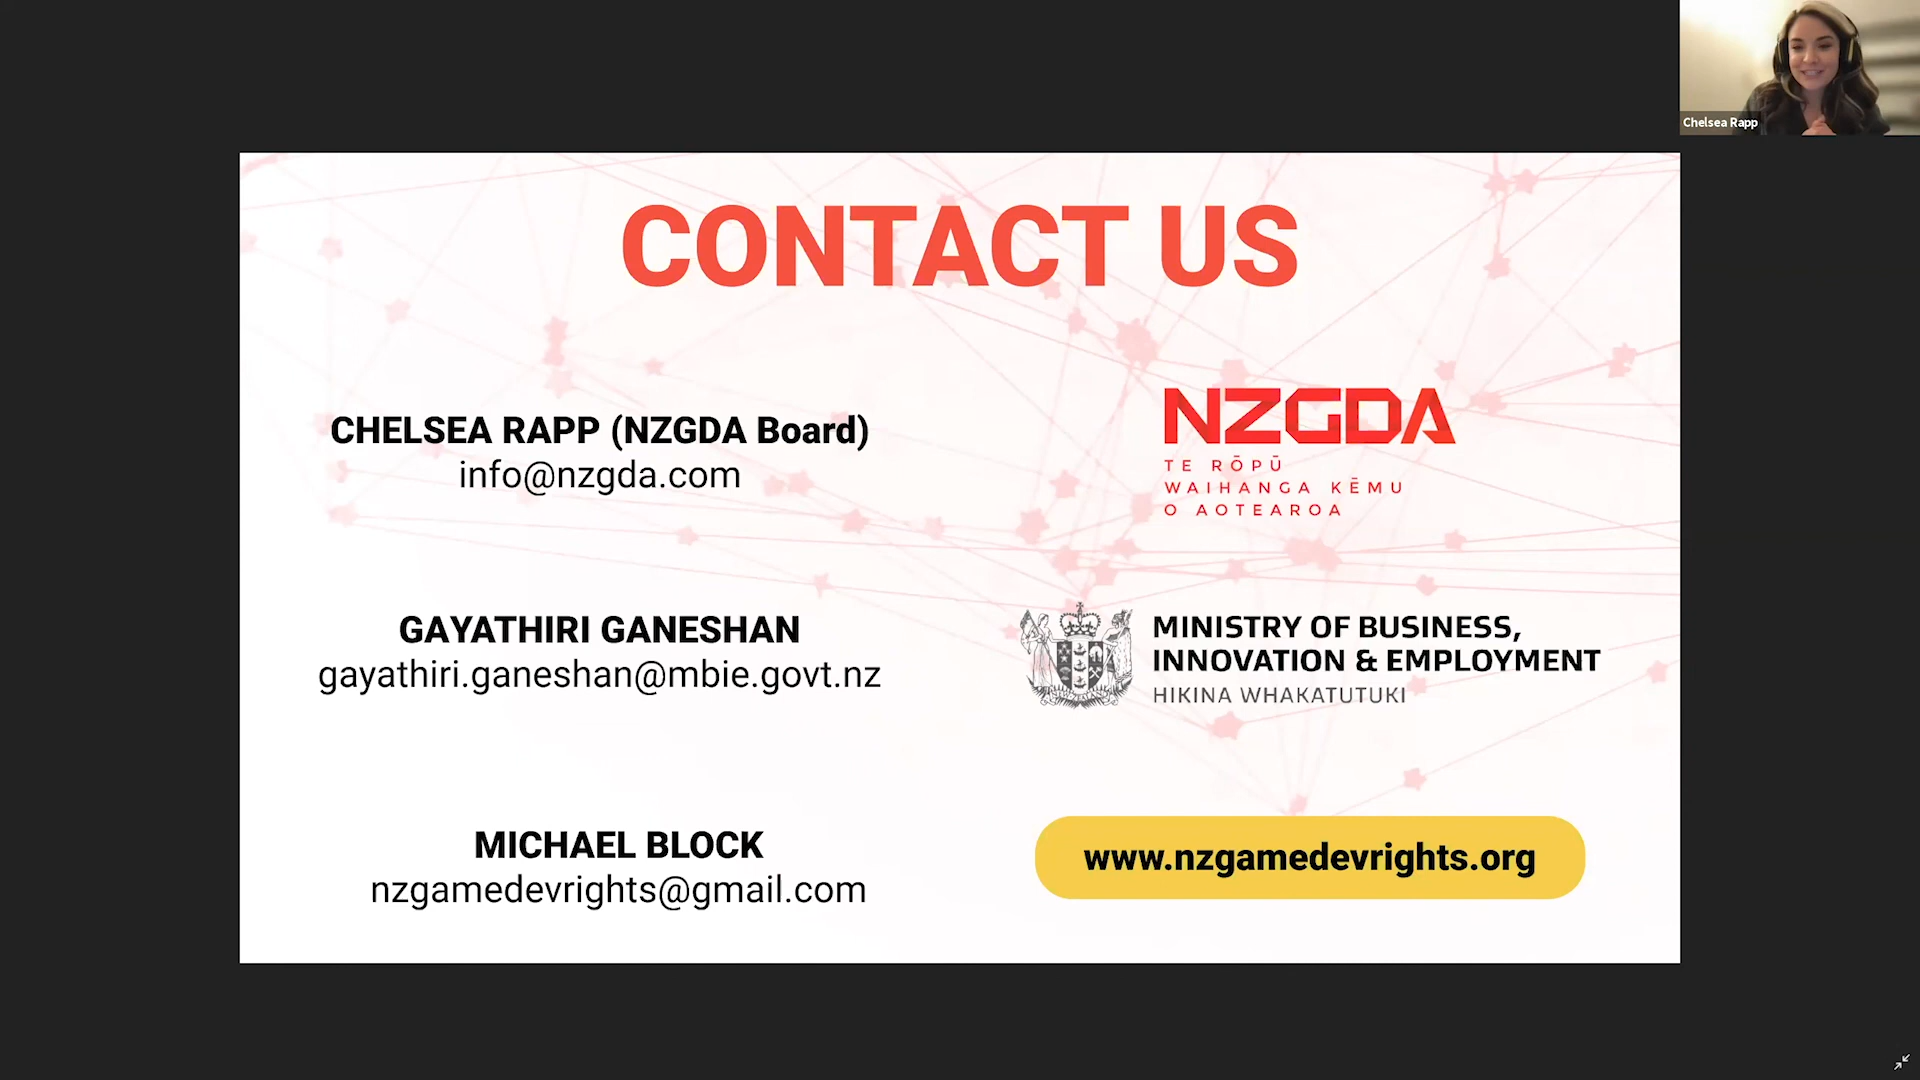 Chelsea Rapp
CONTACT US
CHELSEA RAPP (NZGDA Board)
info@nzgda.com
NZGDA
TE RŌPŪ
WAIHANGA KĒMU
O AOTEAROA
GAYATHIRI GANESHAN
gayathiri.ganeshan@mbie.govt.nz
MINISTRY OF BUSINESS,
INNOVATION & EMPLOYMENT
HIKINA WHAKATUTUKI
MICHAEL BLOCK
nzgamedevrights@gmail.com
www.nzgamedevrights.org